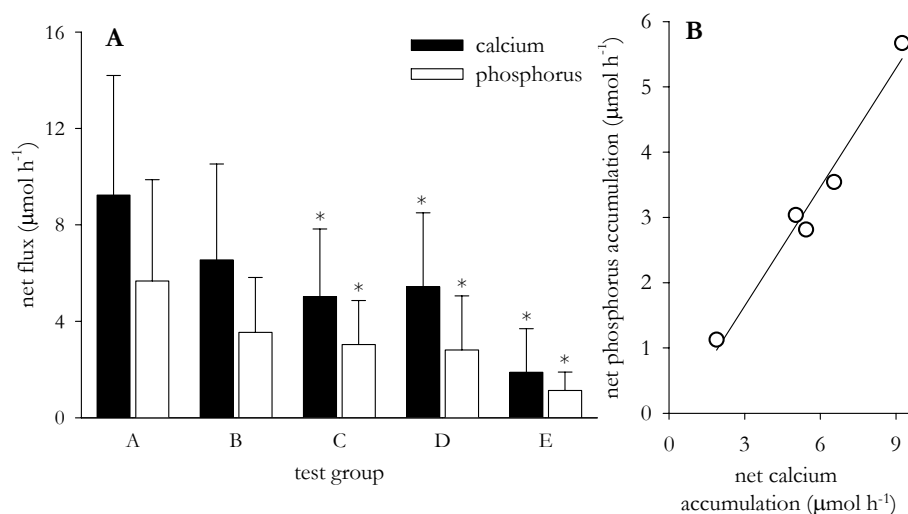 A
16
12
8
4
0
net flux (µmol h⁻¹)
calcium
phosphorus
*
*
*
*
*
*
A B C D E
test group
B
6
5
4
3
2
1
0
net phosphorus accumulation (µmol h⁻¹)
0 3 6 9
net calcium
accumulation (µmol h⁻¹)